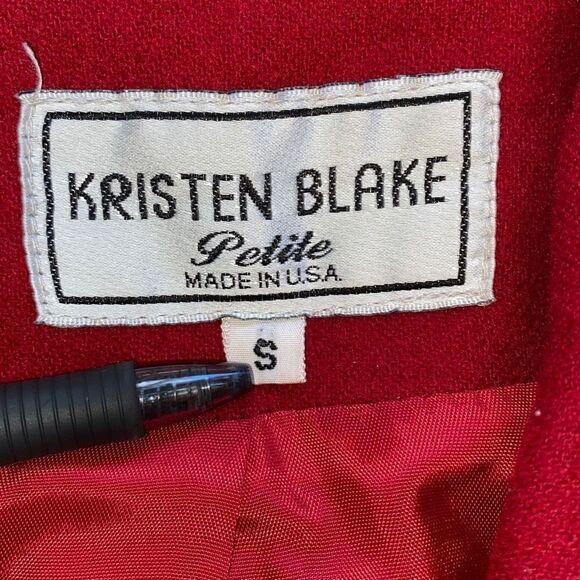 KRISTEN BLAKE
Petite
MADE IN U.S.A.
S